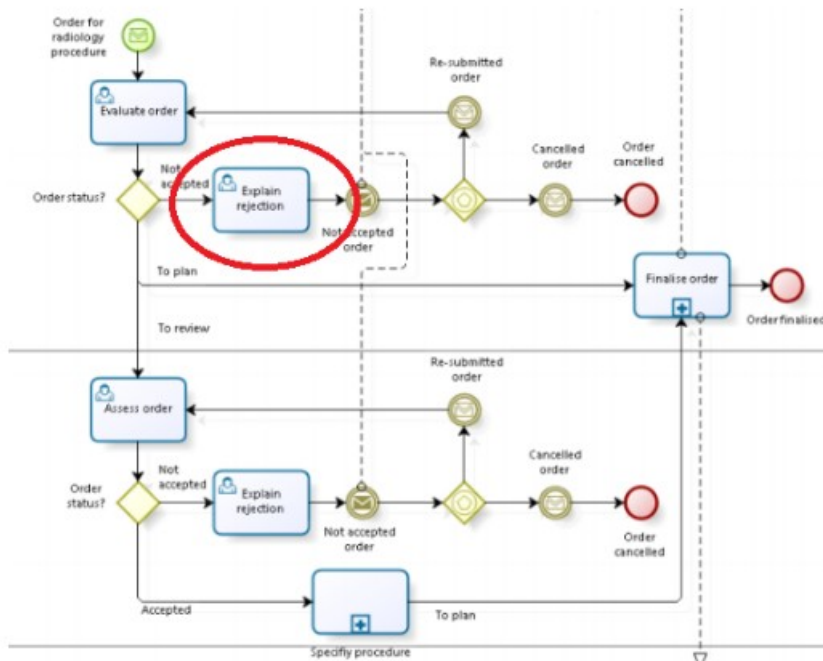 Order for
radiology
procedure
Re-submitted
order
Evaluate order
Not
accepted
Cancelled
order
Order
cancelled
Order status?
Explain
rejection
Not accepted
order
To plan
Finalise order
Order finalised
To review
Re-submitted
order
Assess order
Not
accepted
Cancelled
order
Order
status?
Explain
rejection
Not accepted
order
Order
cancelled
Accepted
To plan
Specifiy procedure